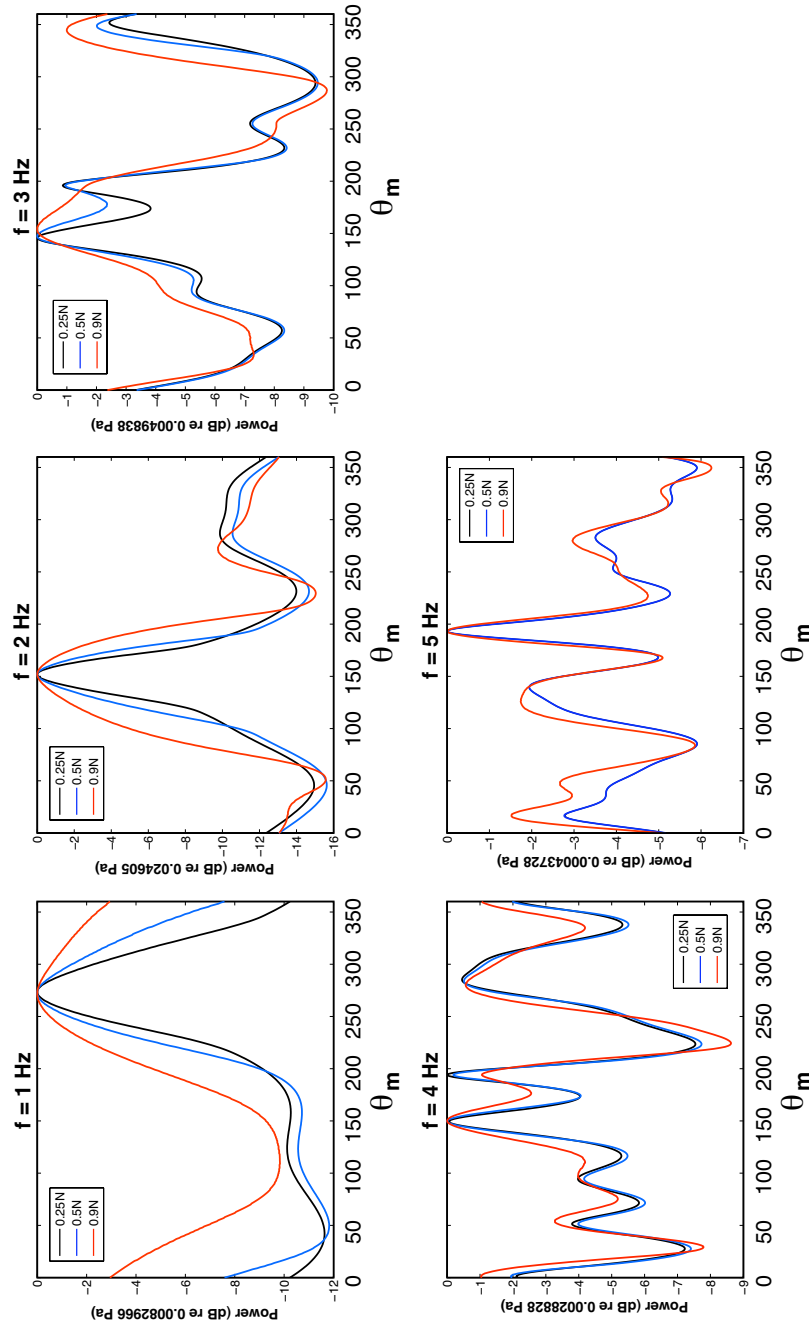 f = 1 Hz
Power (dB re 0.0082966 Pa)
0
-2
-4
-6
-8
-10
-12
0.25N
0.5N
0.9N
0 50 100 150 200 250 300 350
θm
f = 2 Hz
Power (dB re 0.024605 Pa)
0
-2
-4
-6
-8
-10
-12
-14
-16
0.25N
0.5N
0.9N
0 50 100 150 200 250 300 350
θm
f = 3 Hz
Power (dB re 0.0049838 Pa)
0
-1
-2
-3
-4
-5
-6
-7
-8
-9
-10
0.25N
0.5N
0.9N
0 50 100 150 200 250 300 350
θm
f = 4 Hz
Power (dB re 0.0028828 Pa)
0
-1
-2
-3
-4
-5
-6
-7
-8
-9
0.25N
0.5N
0.9N
0 50 100 150 200 250 300 350
θm
f = 5 Hz
Power (dB re 0.00043728 Pa)
0
-1
-2
-3
-4
-5
-6
-7
0.25N
0.5N
0.9N
0 50 100 150 200 250 300 350
θm